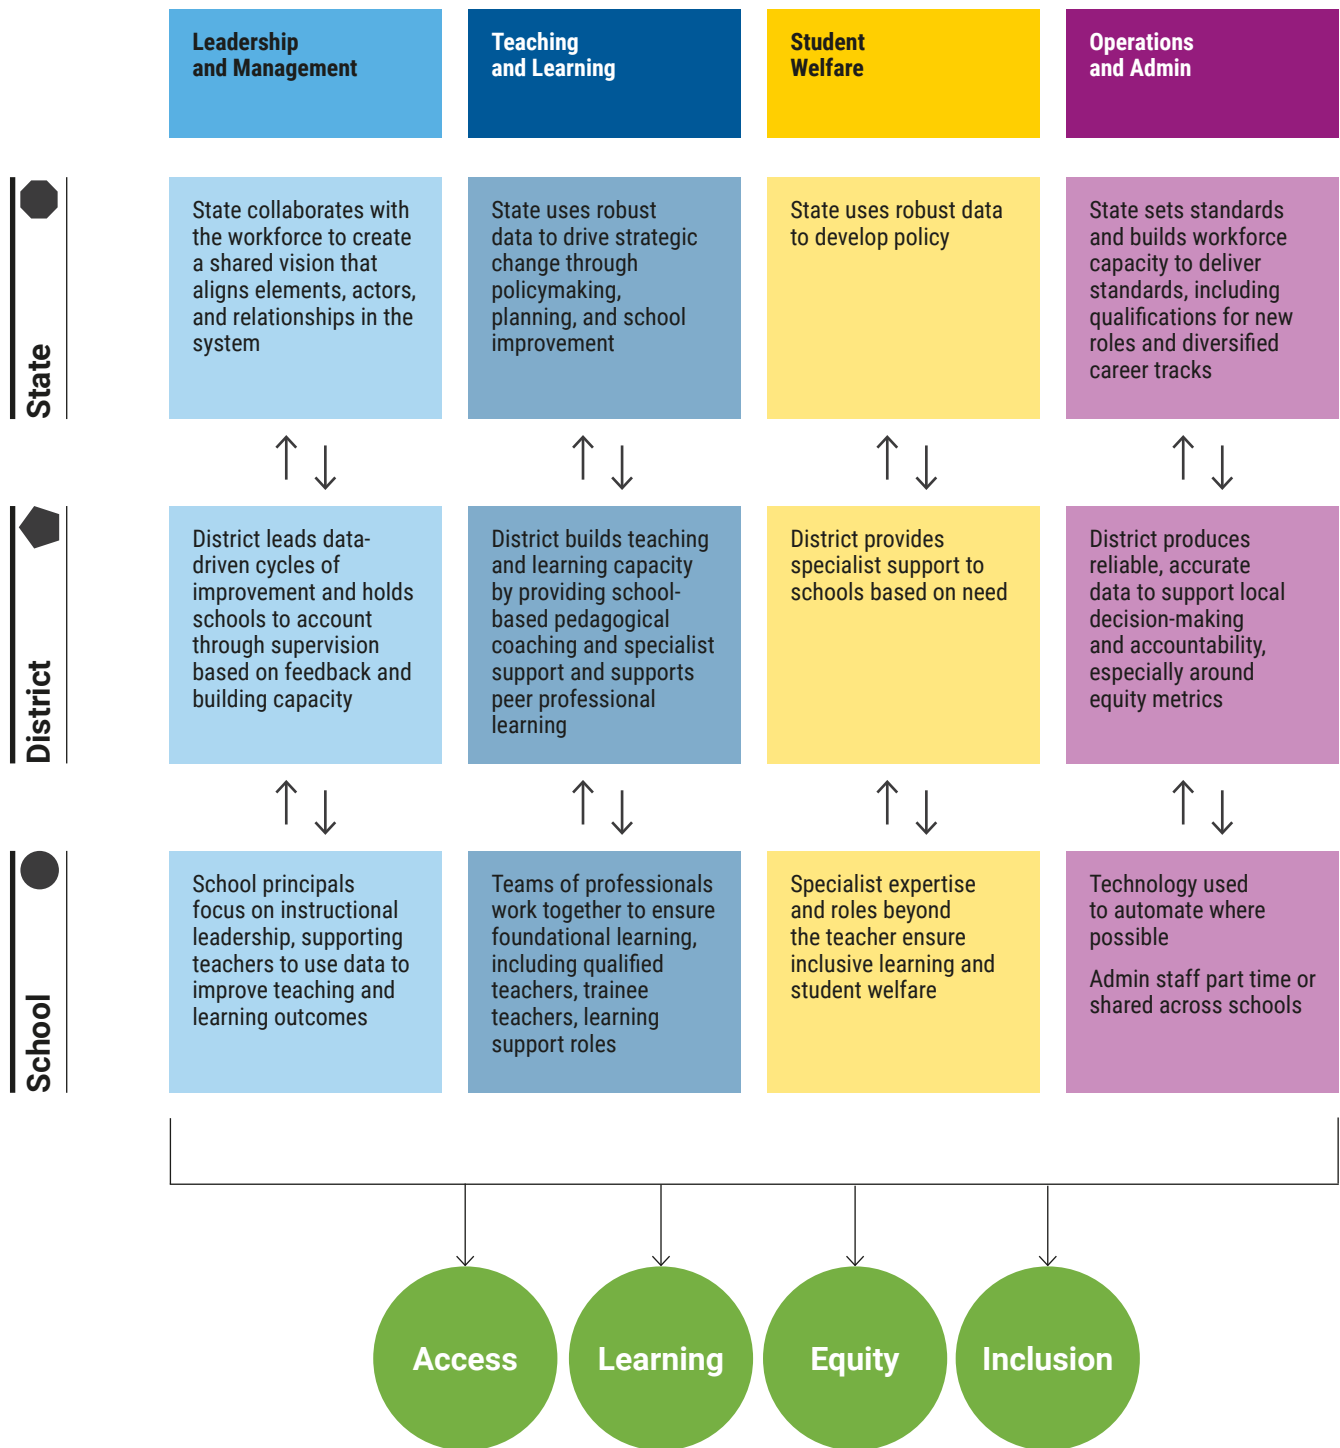 Leadership
and Management
Teaching
and Learning
Student
Welfare
Operations
and Admin
State
State collaborates with
the workforce to create
a shared vision that
aligns elements, actors,
and relationships in the
system
State uses robust
data to drive strategic
change through
policymaking,
planning, and school
improvement
State uses robust data
to develop policy
State sets standards
and builds workforce
capacity to deliver
standards, including
qualifications for new
roles and diversified
career tracks
District
District leads data-
driven cycles of
improvement and holds
schools to account
through supervision
based on feedback and
building capacity
District builds teaching
and learning capacity
by providing school-
based pedagogical
coaching and specialist
support and supports
peer professional
learning
District provides
specialist support to
schools based on need
District produces
reliable, accurate
data to support local
decision-making
and accountability,
especially around
equity metrics
School
School principals
focus on instructional
leadership, supporting
teachers to use data to
improve teaching and
learning outcomes
Teams of professionals
work together to ensure
foundational learning,
including qualified
teachers, trainee
teachers, learning
support roles
Specialist expertise
and roles beyond
the teacher ensure
inclusive learning and
student welfare
Technology used
to automate where
possible
Admin staff part time or
shared across schools
Access
Learning
Equity
Inclusion